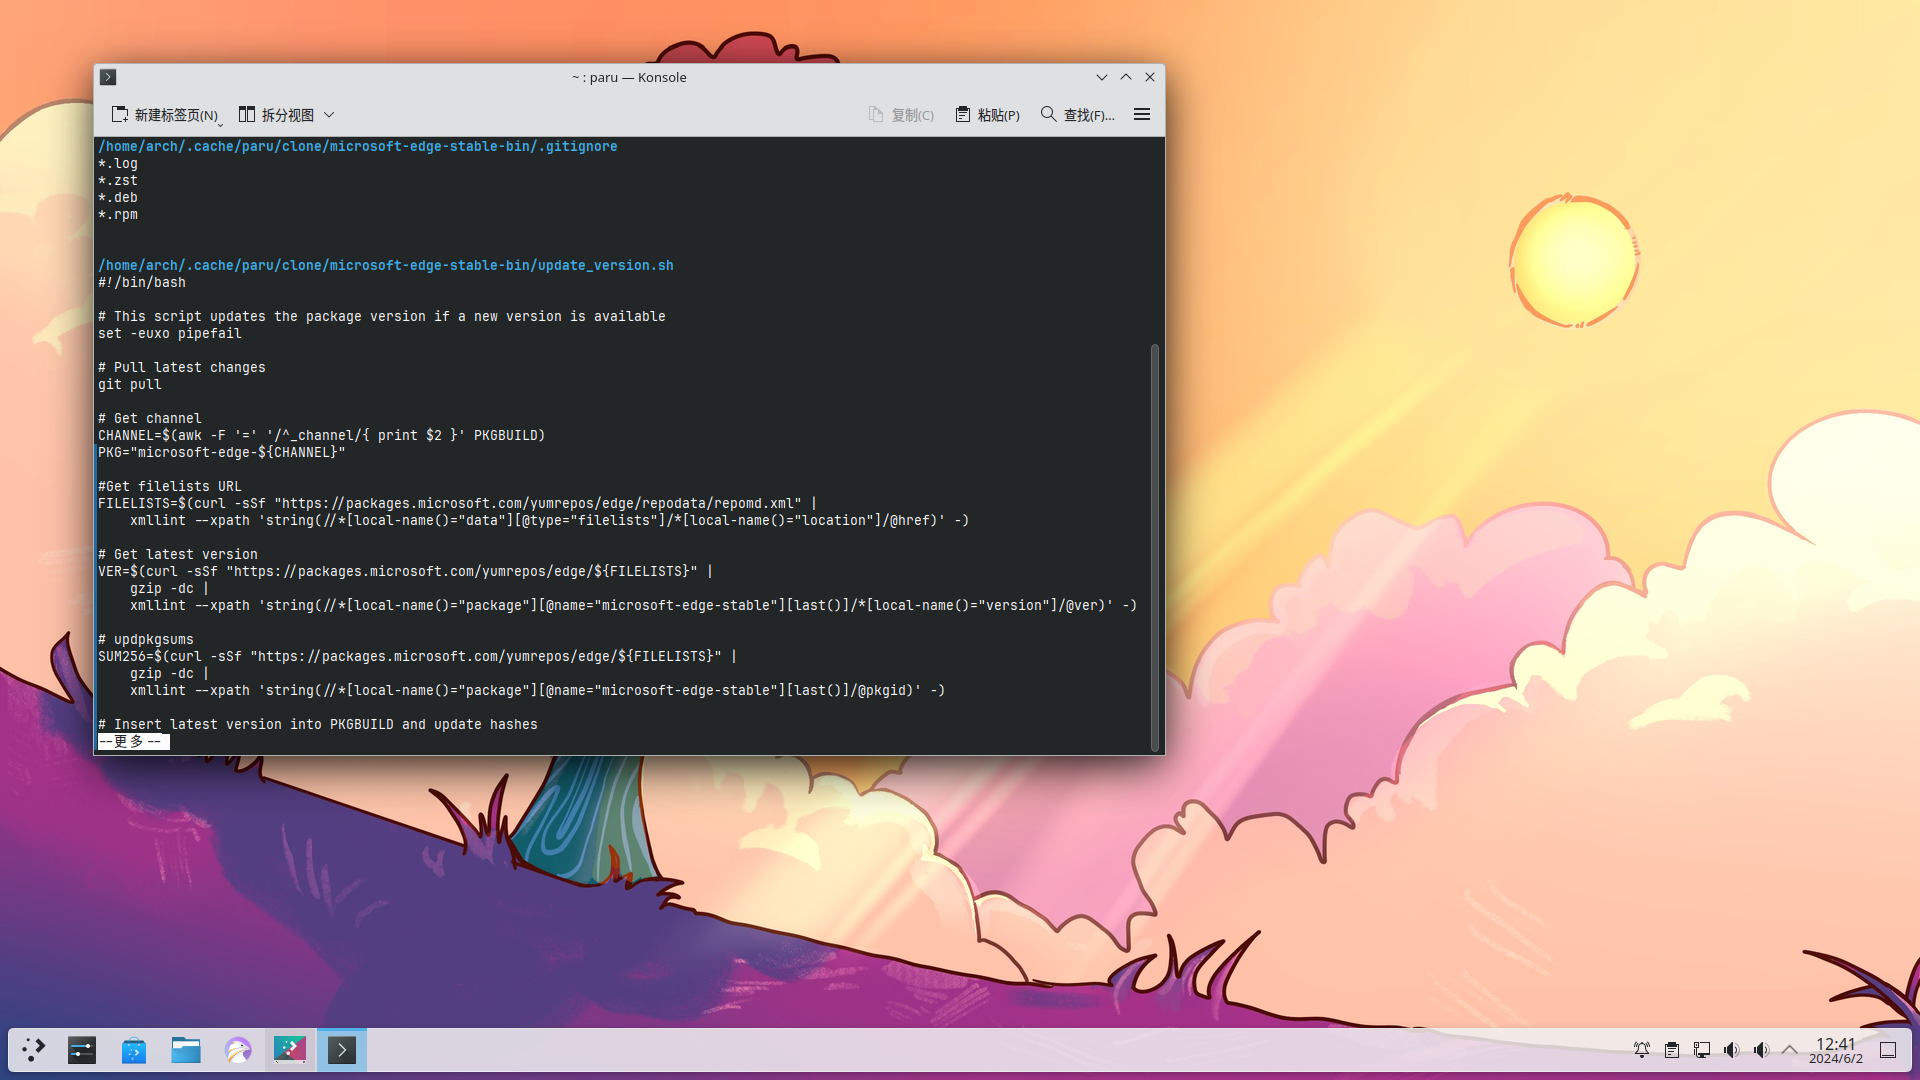 ~ : paru — Konsole
新建标签页(N)
拆分视图
复制(C)
粘贴(P)
查找(F)...
/home/arch/.cache/paru/clone/microsoft-edge-stable-bin/.gitignore
*.log
*.zst
*.deb
*.rpm
/home/arch/.cache/paru/clone/microsoft-edge-stable-bin/update_version.sh
#!/bin/bash
# This script updates the package version if a new version is available
set -euxo pipefail
# Pull latest changes
git pull
# Get channel
CHANNEL=$(awk -F '=' '/^_channel/{ print $2 }' PKGBUILD)
PKG="microsoft-edge-${CHANNEL}"
#Get filelists URL
FILELISTS=$(curl -sSf "https://packages.microsoft.com/yumrepos/edge/repodata/repomd.xml" |
    xmllint --xpath 'string(//*[local-name()="data"][@type="filelists"]/*[local-name()="location"]/@href)' -)
# Get latest version
VER=$(curl -sSf "https://packages.microsoft.com/yumrepos/edge/${FILELISTS}" |
    gzip -dc |
    xmllint --xpath 'string(//*[local-name()="package"][@name="microsoft-edge-stable"][last()]/*[local-name()="version"]/@ver)' -)
# updpkgsums
SUM256=$(curl -sSf "https://packages.microsoft.com/yumrepos/edge/${FILELISTS}" |
    gzip -dc |
    xmllint --xpath 'string(//*[local-name()="package"][@name="microsoft-edge-stable"][last()]/@pkgid)' -)
# Insert latest version into PKGBUILD and update hashes
--更多--
12:41
2024/6/2